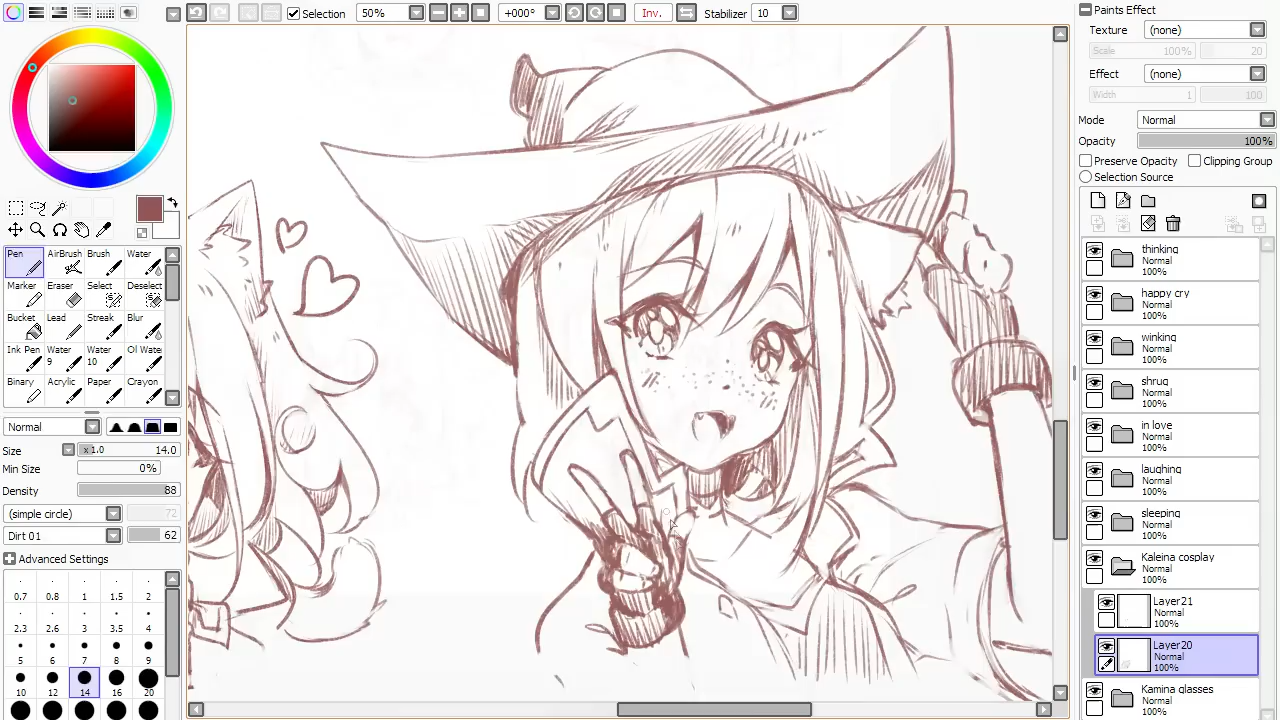 Selection 50% +000° Inv. Stabilizer 10
Pen AirBrush Brush Water
Marker Eraser Select Deselect
Bucket Lead Streak Blur
Ink Pen Water 9 Water 10 Oil Water
Binary Acrylic Paper Crayon
Normal
Size x 1.0 14.0
Min Size 0%
Density 88
(simple circle) 72
Dirt 01 62
Advanced Settings
0.7 0.8 1 1.5 2
2.3 2.6 3 3.5 4
5 6 7 8 9
10 12 14 16 20
Paints Effect
Texture (none)
Scale 100% 20
Effect (none)
Width 1 100
Mode Normal
Opacity 100%
Preserve Opacity Clipping Group
Selection Source
thinking
Normal
100%
happy cry
Normal
100%
winking
Normal
100%
shrug
Normal
100%
in love
Normal
100%
laughing
Normal
100%
sleeping
Normal
100%
Kaleina cosplay
Normal
100%
Layer21
Normal
100%
Layer20
Normal
100%
Kamina glasses
Normal
100%